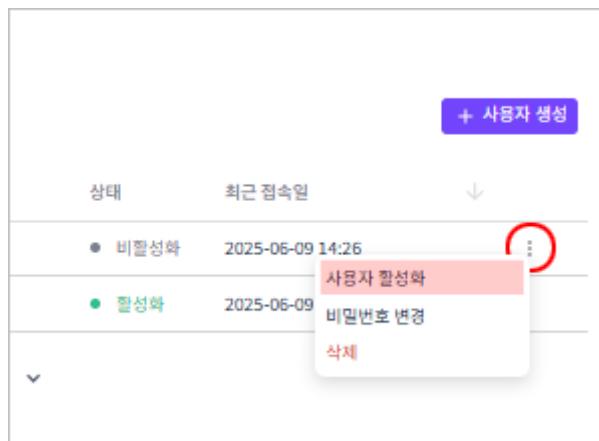 + 사용자 생성
상태 최근 접속일
비활성화 2025-06-09 14:26
사용자 활성화
활성화 2025-06-09
비밀번호 변경
삭제